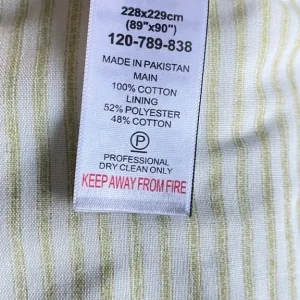 228x229cm
(89"x90")
120-789-838
MADE IN PAKISTAN
MAIN
100% COTTON
LINING
52% POLYESTER
48% COTTON
P
PROFESSIONAL
DRY CLEAN ONLY
KEEP AWAY FROM FIRE